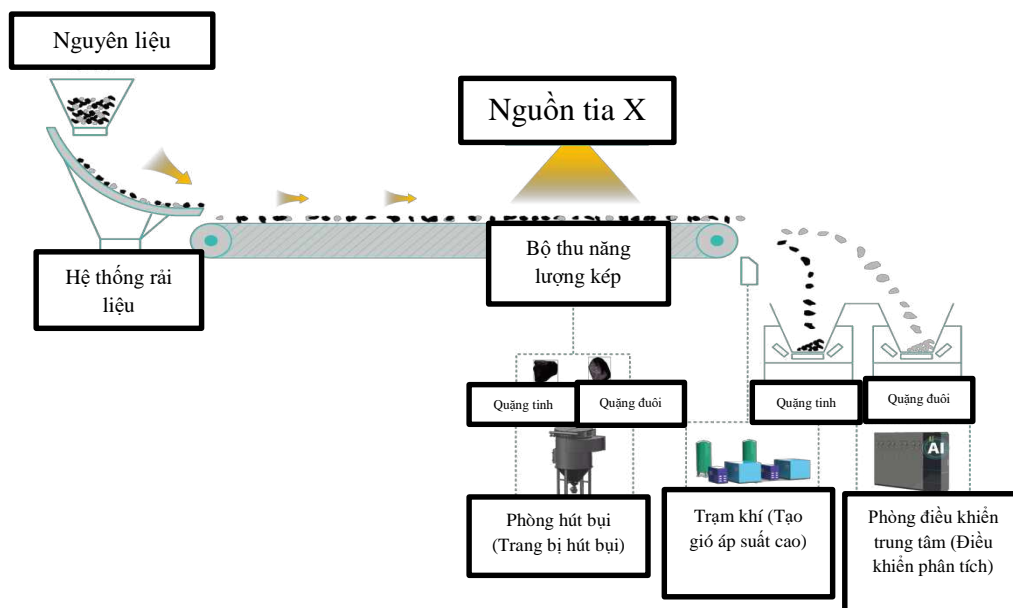 Nguyên liệu
Nguồn tia X
Hệ thống rải
liệu
Bộ thu năng
lượng kép
Quặng tinh
Quặng đuôi
Quặng tinh
Quặng đuôi
AI
Phòng hút bụi
(Trang bị hút bụi)
Trạm khí (Tạo
gió áp suất cao)
Phòng điều khiển
trung tâm (Điều
khiển phân tích)